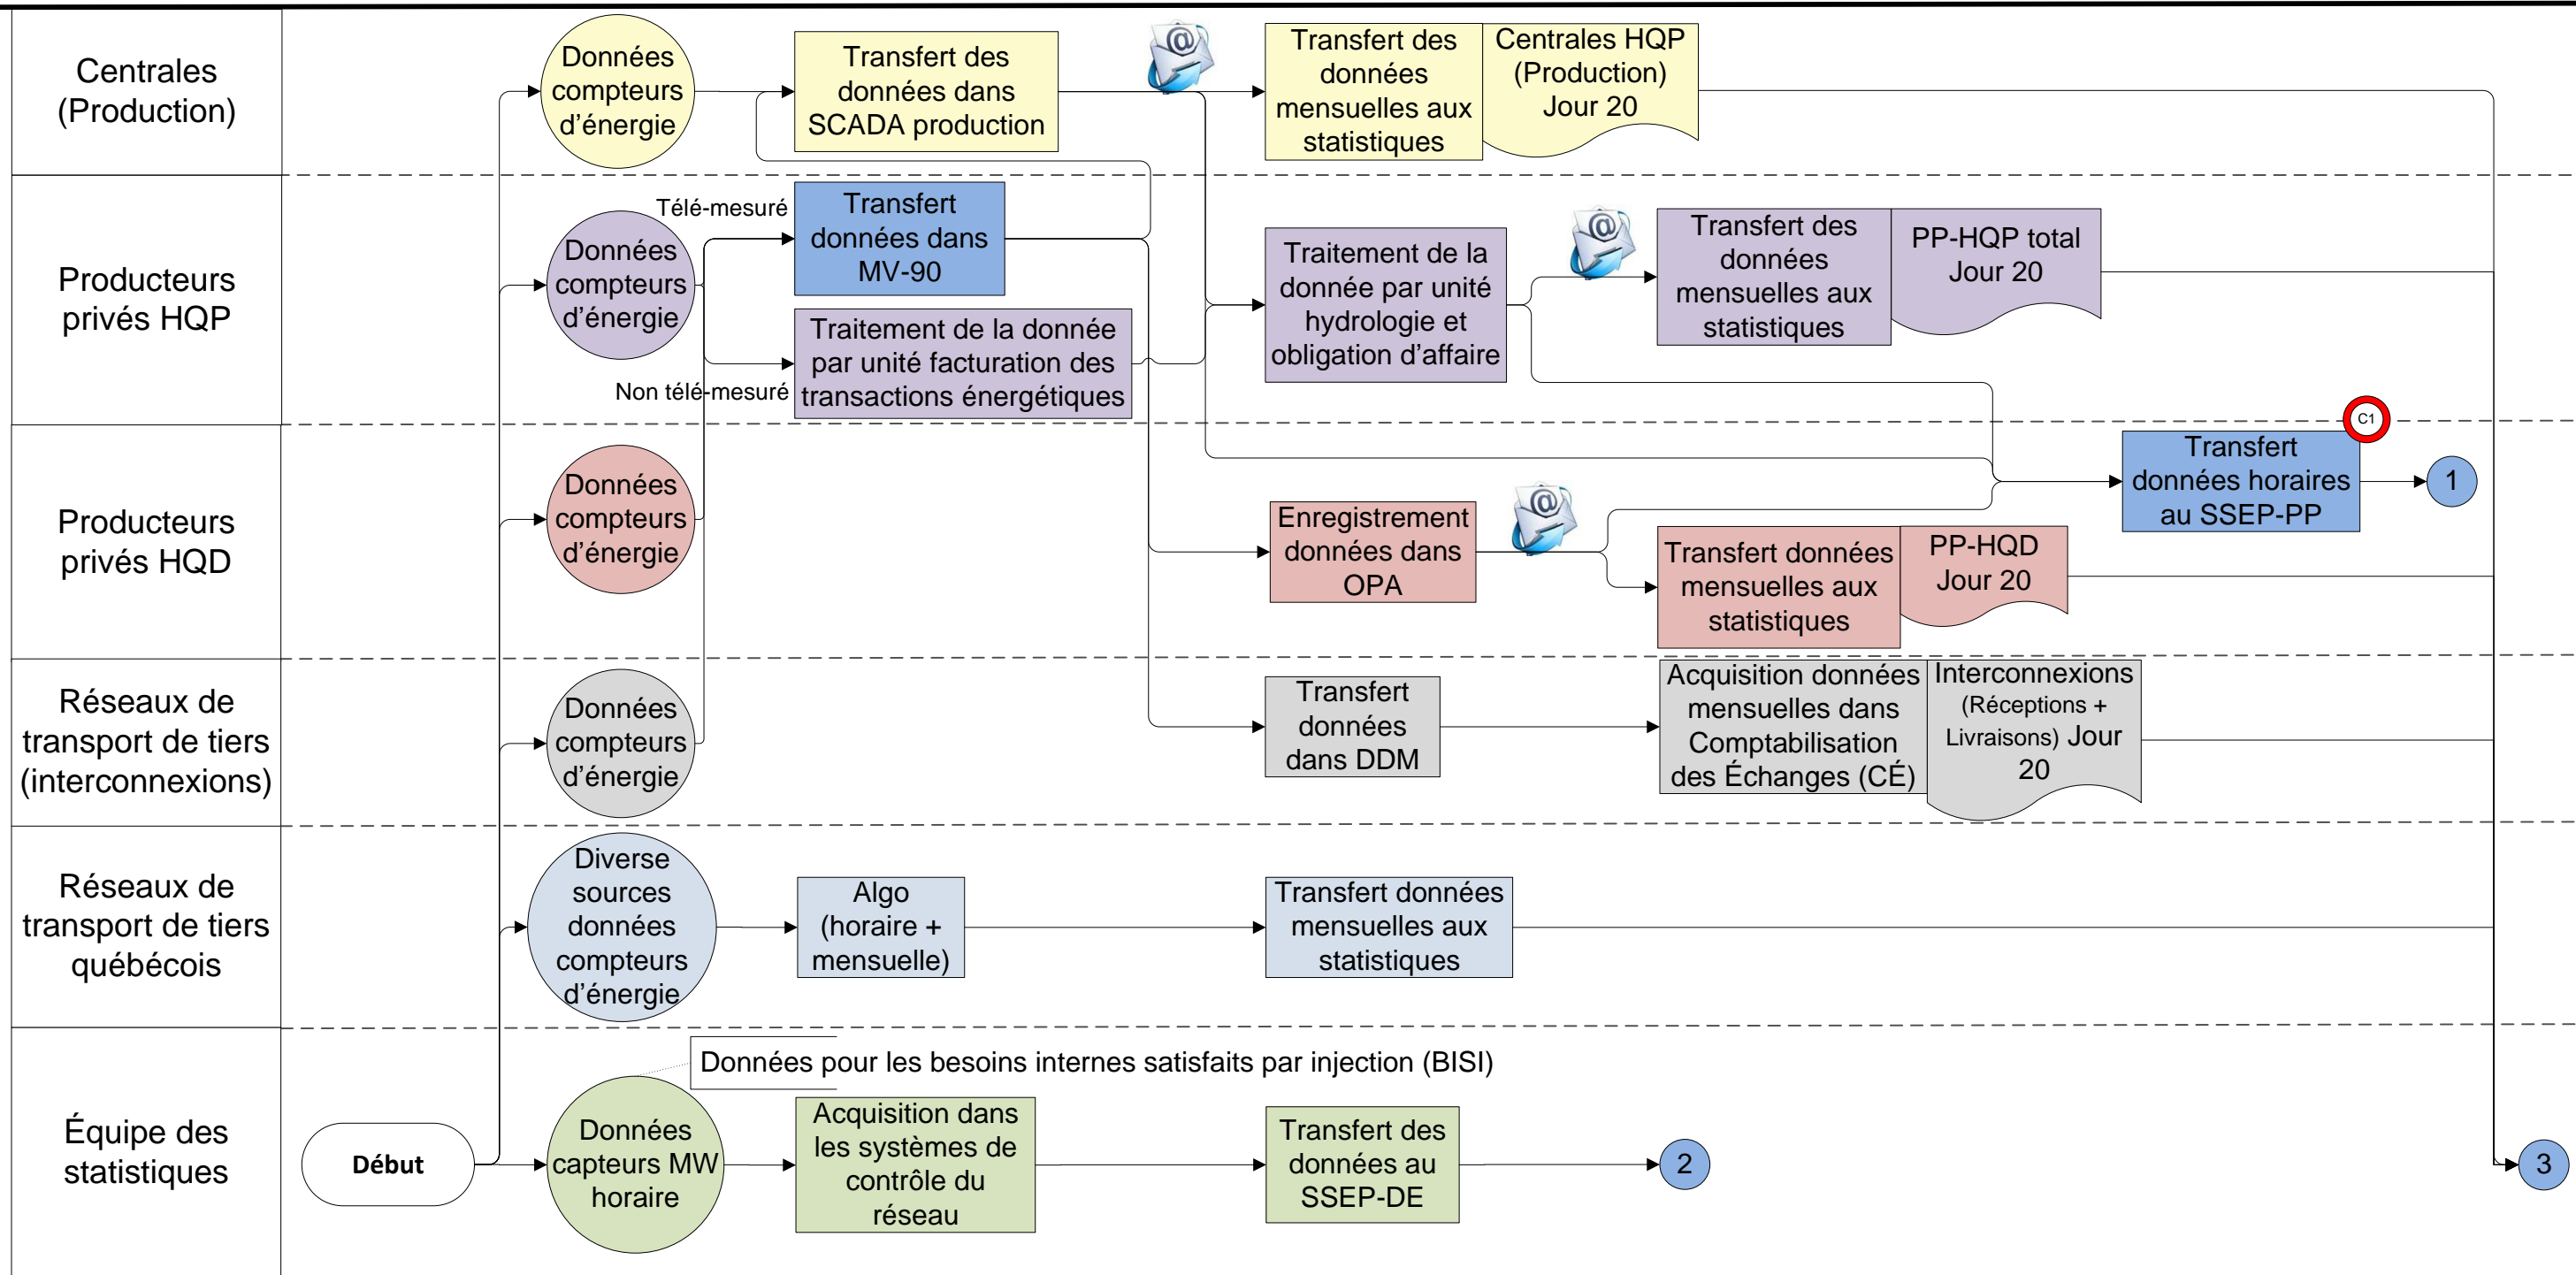 Centrales
(Production)
Données
compteurs
d’énergie
Transfert des
données dans
SCADA production
@
Transfert des
données
mensuelles aux
statistiques
Centrales HQP
(Production)
Jour 20
Producteurs
privés HQP
Données
compteurs
d’énergie
Télé-mesuré
Non télé-mesuré
Transfert
données dans
MV-90
Traitement de la donnée
par unité facturation des
transactions énergétiques
Traitement de la
donnée par unité
hydrologie et
obligation d’affaire
@
Transfert des
données
mensuelles aux
statistiques
PP-HQP total
Jour 20
Producteurs
privés HQD
Données
compteurs
d’énergie
Enregistrement
données dans
OPA
@
Transfert données
mensuelles aux
statistiques
PP-HQD
Jour 20
C1
Transfert
données horaires
au SSEP-PP
1
Réseaux de
transport de tiers
(interconnexions)
Données
compteurs
d’énergie
Transfert
données
dans DDM
Acquisition données
mensuelles dans
Comptabilisation
des Échanges (CÉ)
Interconnexions
(Réceptions +
Livraisons) Jour
20
Réseaux de
transport de tiers
québécois
Diverse
sources
données
compteurs
d’énergie
Algo
(horaire +
mensuelle)
Transfert données
mensuelles aux
statistiques
Équipe des
statistiques
Début
Données pour les besoins internes satisfaits par injection (BISI)
Données
capteurs MW
horaire
Acquisition dans
les systèmes de
contrôle du
réseau
Transfert des
données au
SSEP-DE
2
3